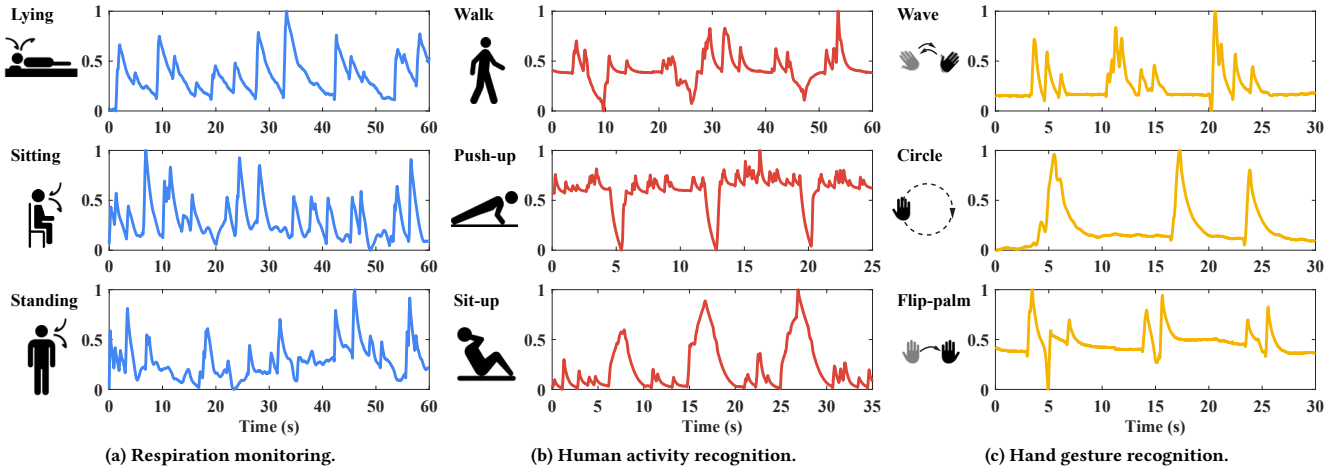 Lying
1
0.5
0
0 10 20 30 40 50 60
Sitting
1
0.5
0
0 10 20 30 40 50 60
Standing
1
0.5
0
0 10 20 30 40 50 60
Time (s)
(a) Respiration monitoring.
Walk
1
0.5
0
0 10 20 30 40 50 60
Push-up
1
0.5
0
0 5 10 15 20 25
Sit-up
1
0.5
0
0 5 10 15 20 25 30 35
Time (s)
(b) Human activity recognition.
Wave
1
0.5
0
0 5 10 15 20 25 30
Circle
1
0.5
0
0 5 10 15 20 25 30
Flip-palm
1
0.5
0
0 5 10 15 20 25 30
Time (s)
(c) Hand gesture recognition.